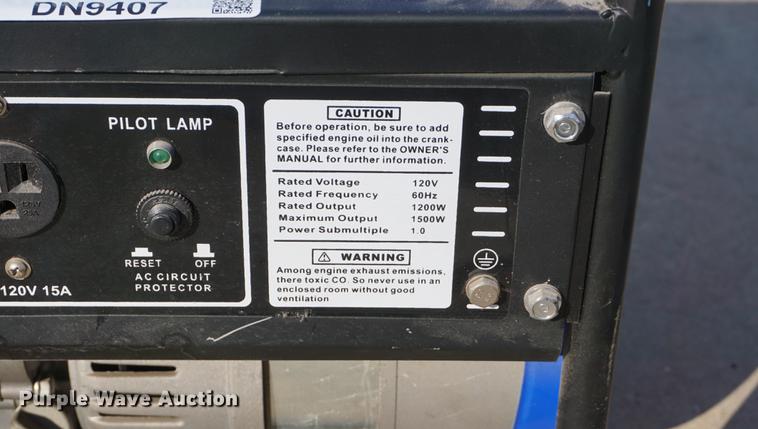 DN9407
PILOT LAMP
RESET OFF
AC CIRCUIT
PROTECTOR
120V 15A
CAUTION
Before operation, be sure to add
specified engine oil into the crank-
case. Please refer to the OWNER'S
MANUAL for further information.
Rated Voltage 120V
Rated Frequency 60Hz
Rated Output 1200W
Maximum Output 1500W
Power Submultiple 1.0
WARNING
Among engine exhaust emissions,
there toxic CO. So never use in an
enclosed room without good
ventilation
Purple Wave Auction